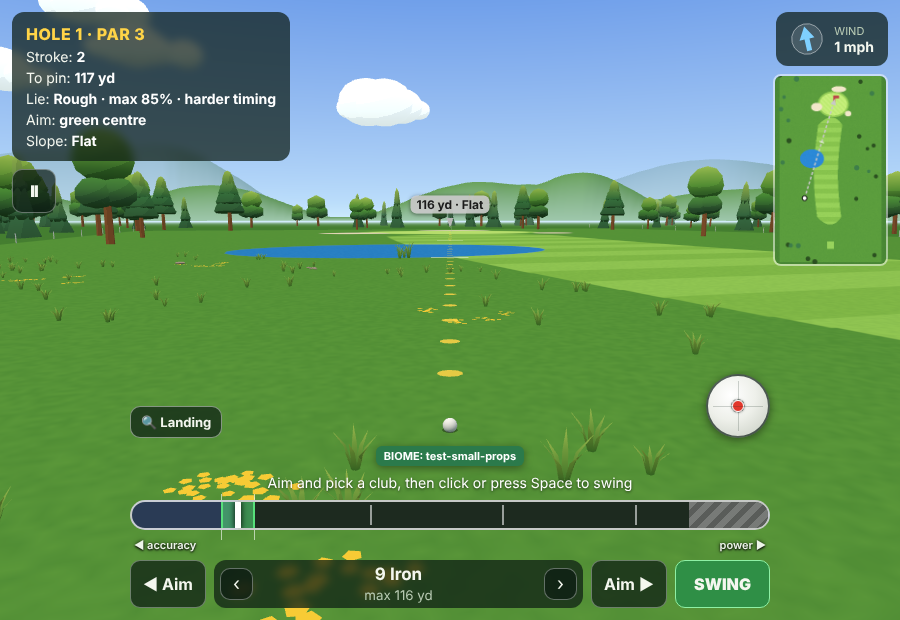 HOLE 1 · PAR 3
Stroke: 2
To pin: 117 yd
Lie: Rough · max 85% · harder timing
Aim: green centre
Slope: Flat
WIND
1 mph
116 yd · Flat
Landing
BIOME: test-small-props
Aim and pick a club, then click or press Space to swing
◀ accuracy
power ▶
◀ Aim
‹
9 Iron
max 116 yd
›
Aim ▶
SWING